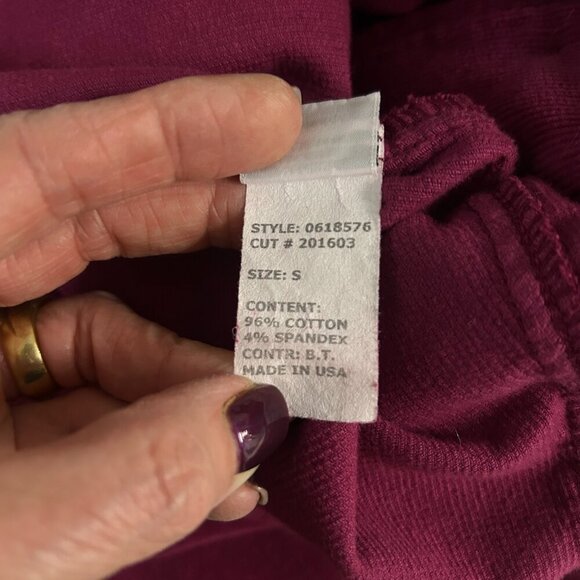 STYLE: 0618576
CUT # 201603
SIZE: S
CONTENT:
96% COTTON
4% SPANDEX
CONTR: B.T.
MADE IN USA